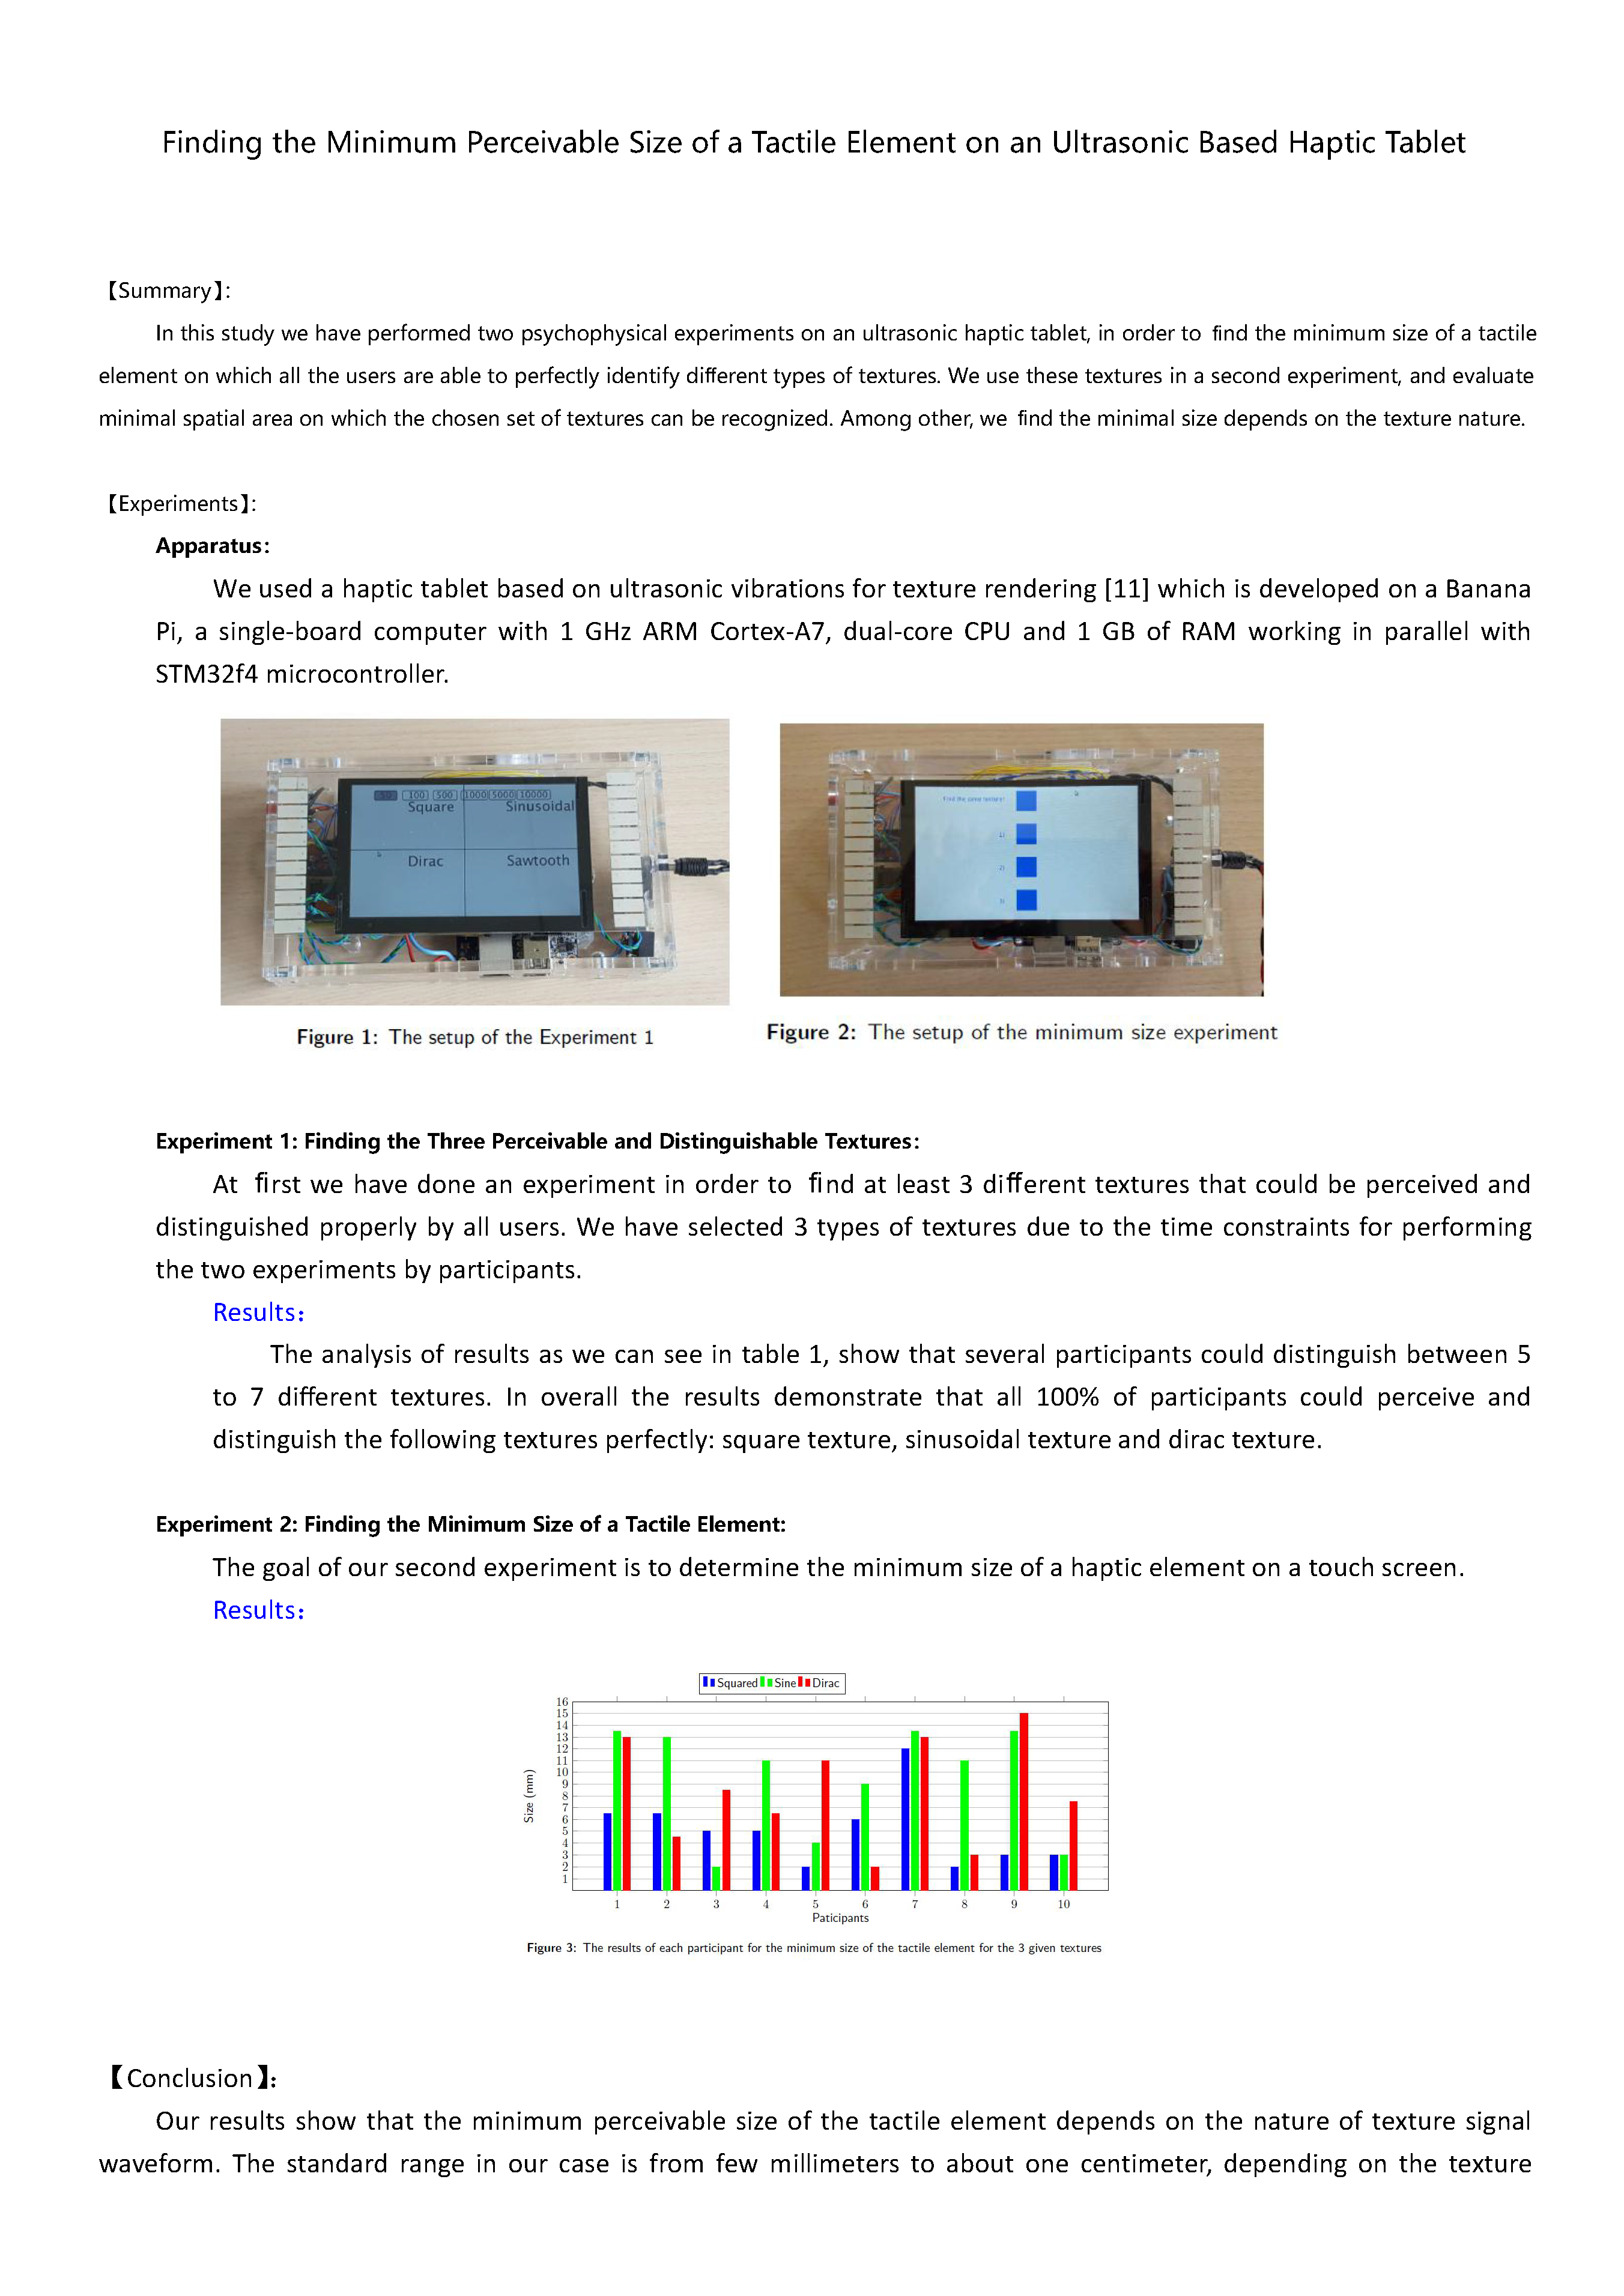 Finding the Minimum Perceivable Size of a Tactile Element on an Ultrasonic Based Haptic Tablet
【Summary】:
In this study we have performed two psychophysical experiments on an ultrasonic haptic tablet, in order to find the minimum size of a tactile
element on which all the users are able to perfectly identify different types of textures. We use these textures in a second experiment, and evaluate
minimal spatial area on which the chosen set of textures can be recognized. Among other, we find the minimal size depends on the texture nature.
【Experiments】:
Apparatus:
We used a haptic tablet based on ultrasonic vibrations for texture rendering [11] which is developed on a Banana
Pi, a single-board computer with 1 GHz ARM Cortex-A7, dual-core CPU and 1 GB of RAM working in parallel with
STM32f4 microcontroller.
100 500 1000 5000 10000
Square Sinusoidal
Dirac Sawtooth
Find the same texture:
1)
2)
3)
Figure 1: The setup of the Experiment 1
Figure 2: The setup of the minimum size experiment
Experiment 1: Finding the Three Perceivable and Distinguishable Textures:
At first we have done an experiment in order to find at least 3 different textures that could be perceived and
distinguished properly by all users. We have selected 3 types of textures due to the time constraints for performing
the two experiments by participants.
Results：
The analysis of results as we can see in table 1, show that several participants could distinguish between 5
to 7 different textures. In overall the results demonstrate that all 100% of participants could perceive and
distinguish the following textures perfectly: square texture, sinusoidal texture and dirac texture.
Experiment 2: Finding the Minimum Size of a Tactile Element:
The goal of our second experiment is to determine the minimum size of a haptic element on a touch screen.
Results：
Squared Sine Dirac
16
15
14
13
12
11
10
9
8
7
6
5
4
3
2
1
Size (mm)
1 2 3 4 5 6 7 8 9 10
Paticipants
Figure 3: The results of each participant for the minimum size of the tactile element for the 3 given textures
【Conclusion】：
Our results show that the minimum perceivable size of the tactile element depends on the nature of texture signal
waveform. The standard range in our case is from few millimeters to about one centimeter, depending on the texture